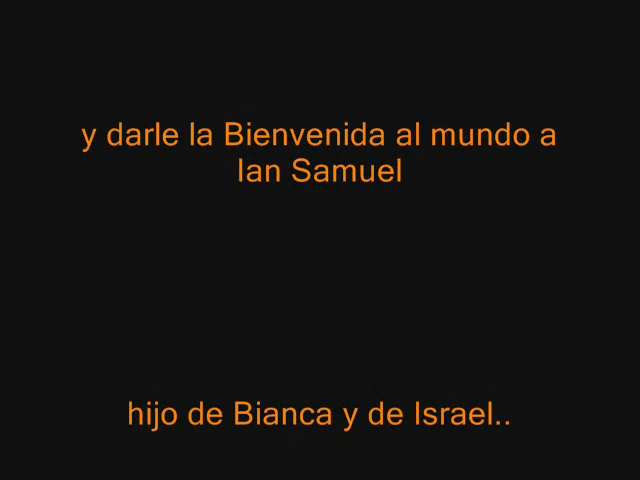 y darle la Bienvenida al mundo a
Ian Samuel
hijo de Bianca y de Israel..